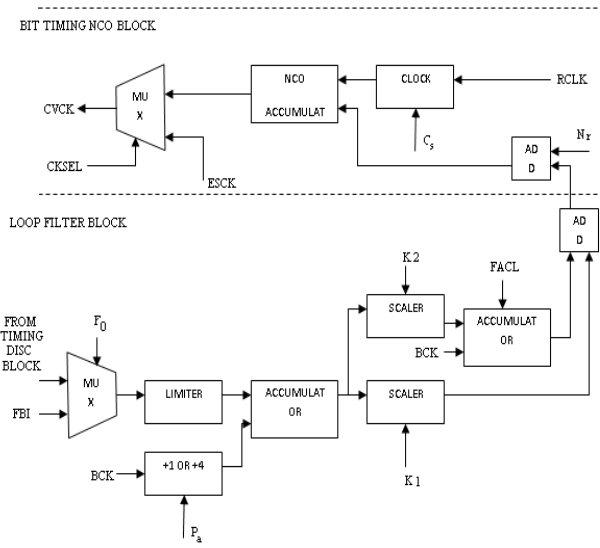 BIT TIMING NCO BLOCK
NCO
ACCUMULAT
CLOCK
RCLK
MU
X
CVCK
CKSEL
ESCK
Cs
AD
D
Nr
LOOP FILTER BLOCK
AD
D
K2
FACL
SCALER
ACCUMULAT
OR
BCK
FROM
TIMING
DISC
BLOCK
F0
MU
X
FBI
LIMITER
ACCUMULAT
OR
SCALER
BCK
+1 OR +4
K1
Pa